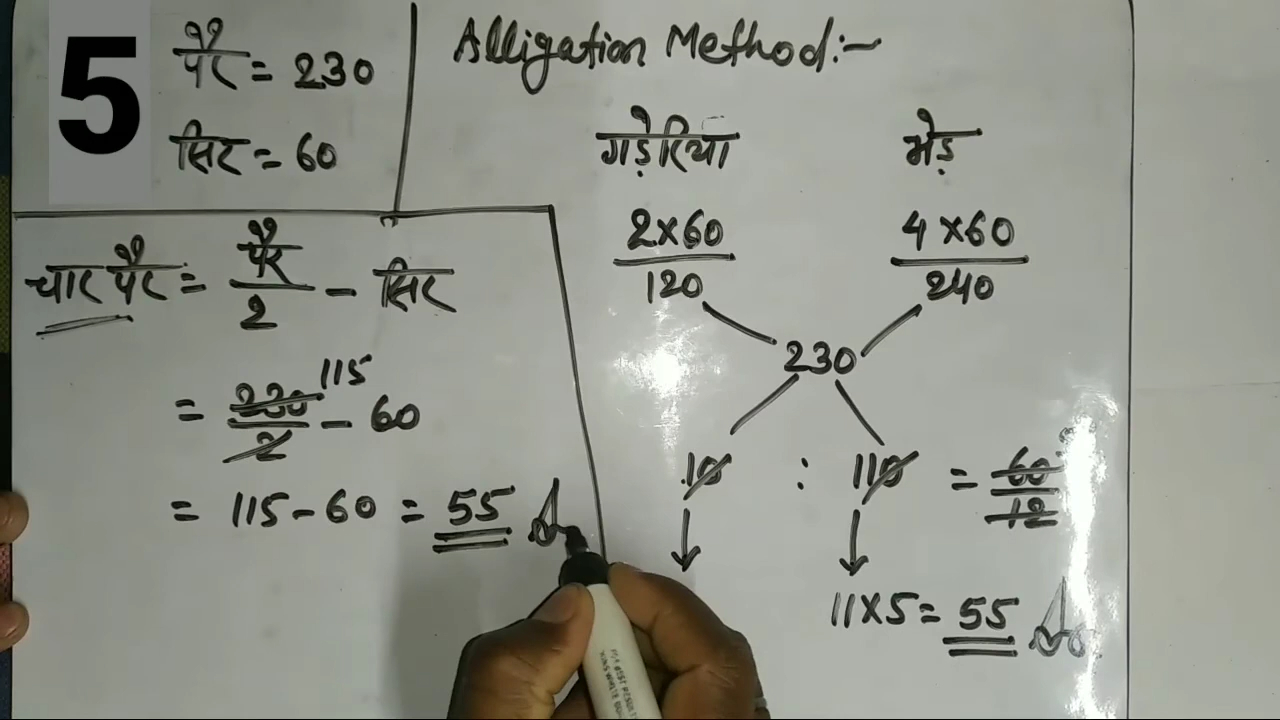 5
पैर = 230
सिर = 60
चार पैर = पैर/2 - सिर
= 230/2 115 - 60
= 115 - 60 = 55
Alligation Method:-
गड़ेरिया भेड़
2×60 4×60
120 240
230
10 : 110 = 60/12
11×5 = 55